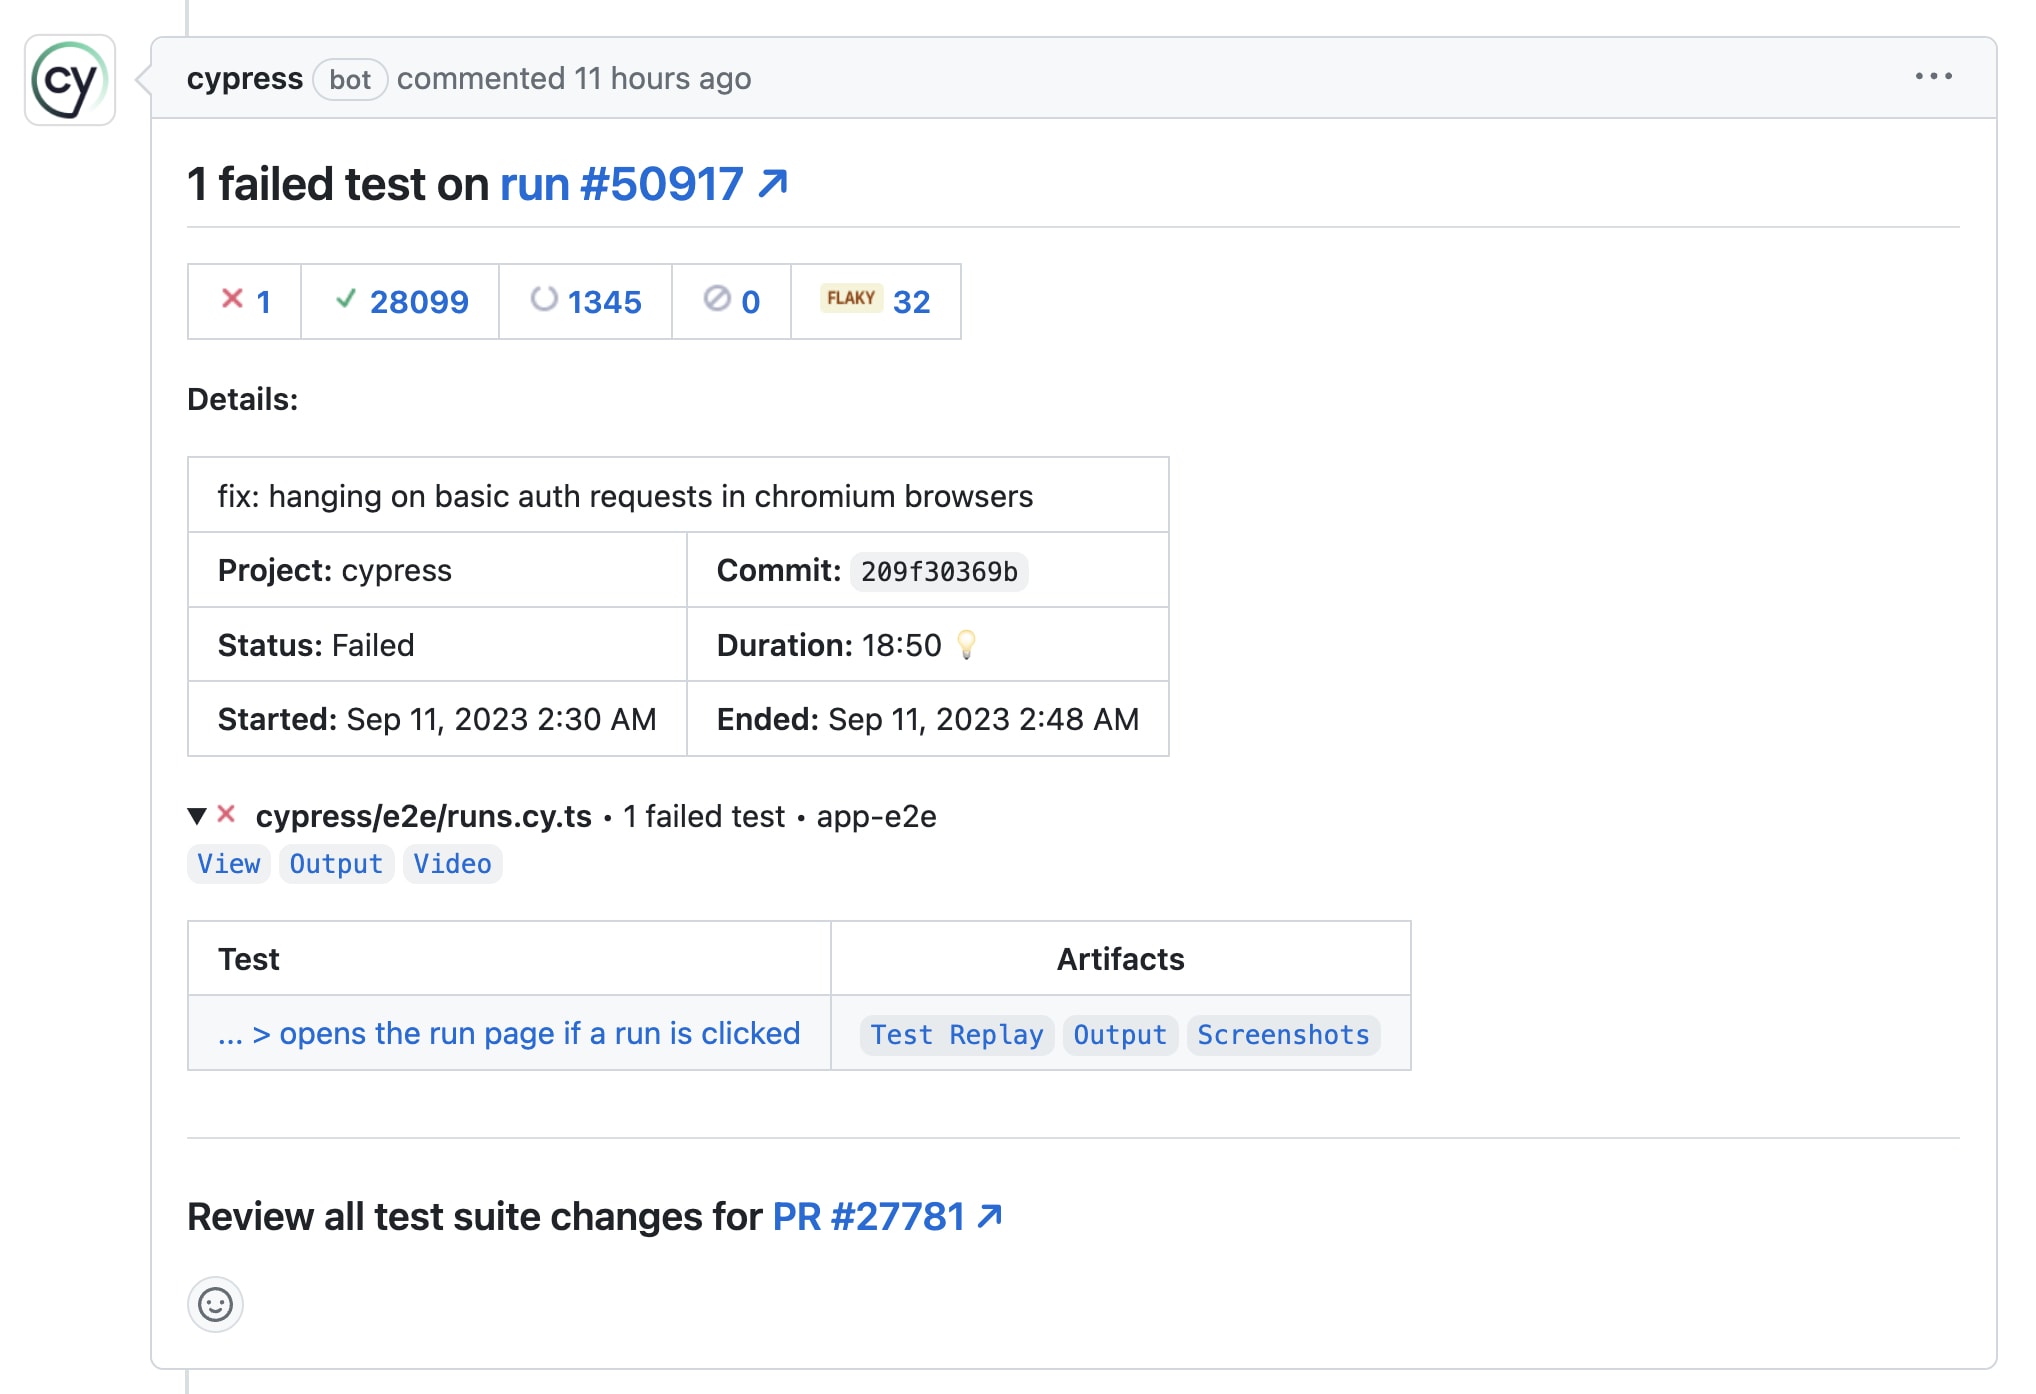 cy
cypress bot commented 11 hours ago
1 failed test on run #50917 ↗
1 28099 1345 0 FLAKY 32
Details:
fix: hanging on basic auth requests in chromium browsers
Project: cypress Commit: 209f30369b
Status: Failed Duration: 18:50 💡
Started: Sep 11, 2023 2:30 AM Ended: Sep 11, 2023 2:48 AM
▼ cypress/e2e/runs.cy.ts • 1 failed test • app-e2e
View Output Video
Test Artifacts
... > opens the run page if a run is clicked Test Replay Output Screenshots
Review all test suite changes for PR #27781 ↗